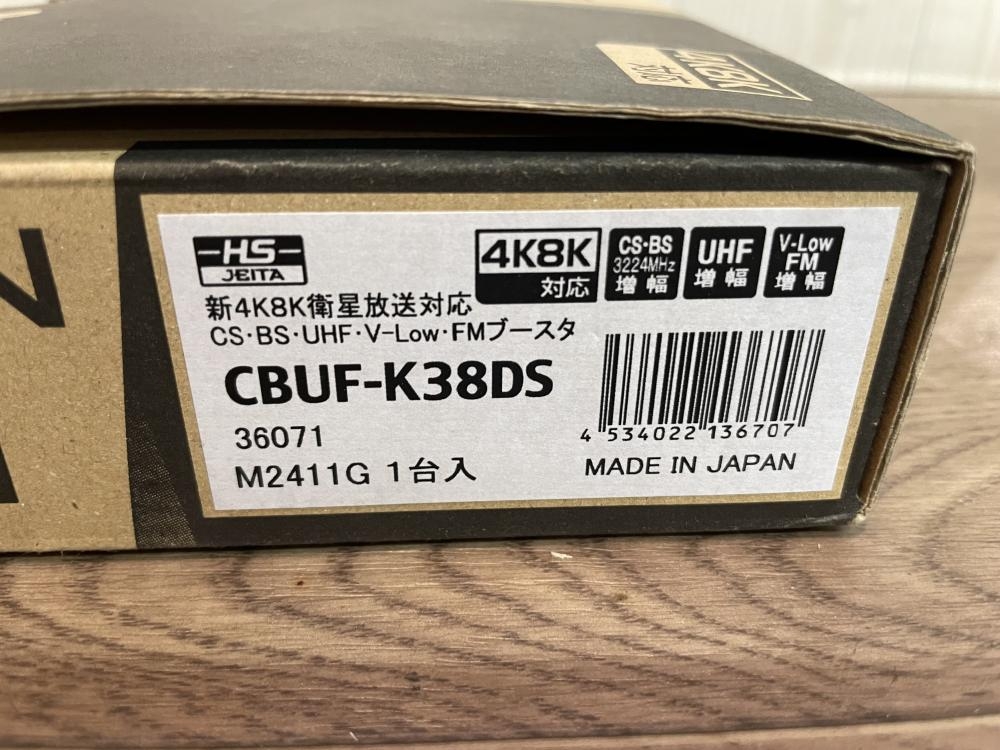 4K8K
HS
JEITA
4K8K
対応
CS・BS
3224MHz
増幅
UHF
増幅
V-Low
FM
増幅
新4K8K衛星放送対応
CS・BS・UHF・V-Low・FMブースタ
CBUF-K38DS
36071
M2411G 1台入
4 534022 136707
MADE IN JAPAN
N